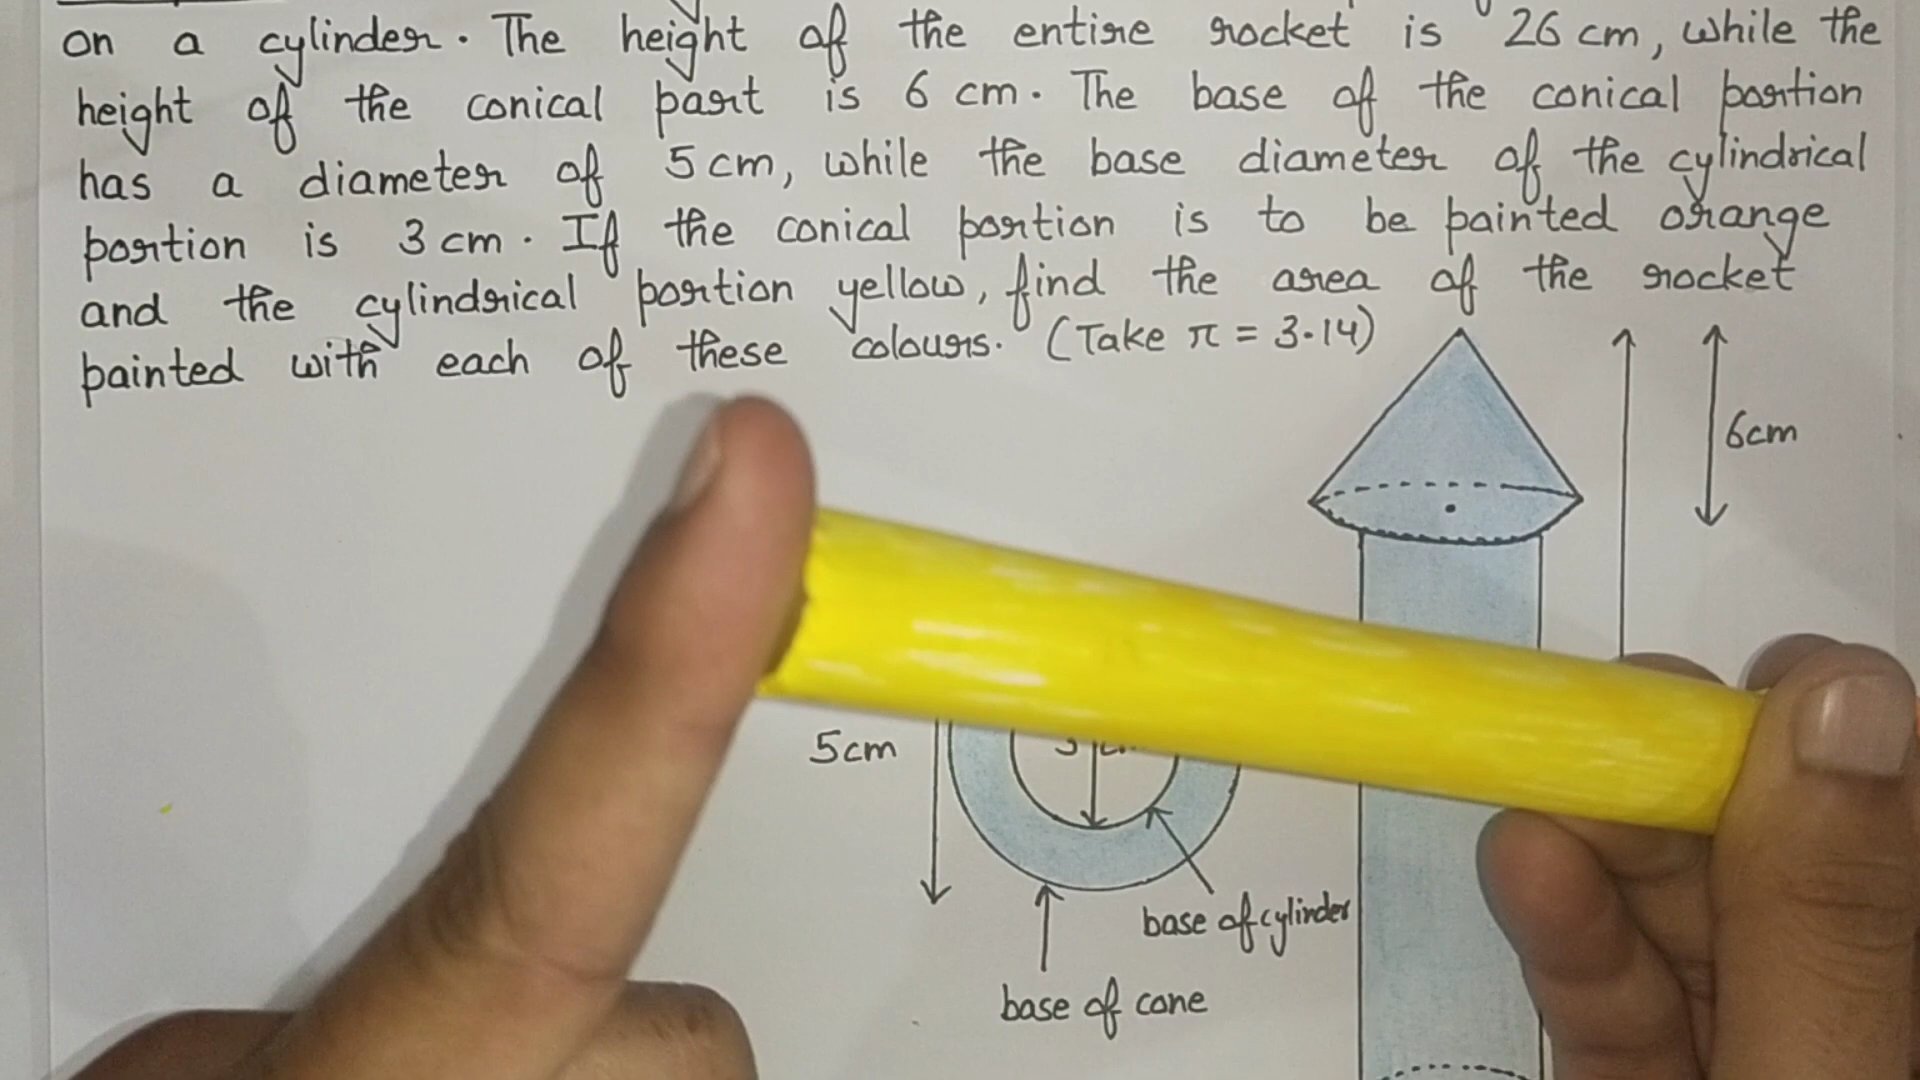 on a cylinder. The height of the entire rocket is 26 cm, while the
height of the conical part is 6 cm. The base of the conical portion
has a diameter of 5 cm, while the base diameter of the cylindrical
portion is 3 cm. If the conical portion is to be painted orange
and the cylindrical portion yellow, find the area of the rocket
painted with each of these colours. (Take π = 3.14)
6cm
5cm
base of cylinder
base of cone